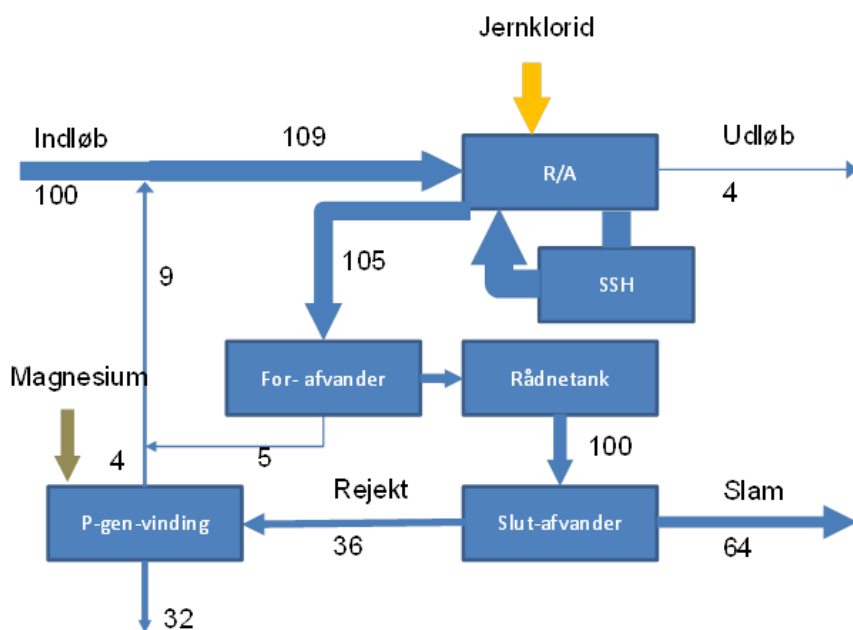 Jernklorid
Indløb
109
Udløb
R/A
100
4
105
9
SSH
Magnesium
For- afvander
Rådnetank
4
5
100
Rejekt
Slam
P-gen-vinding
Slut-afvander
36
64
32